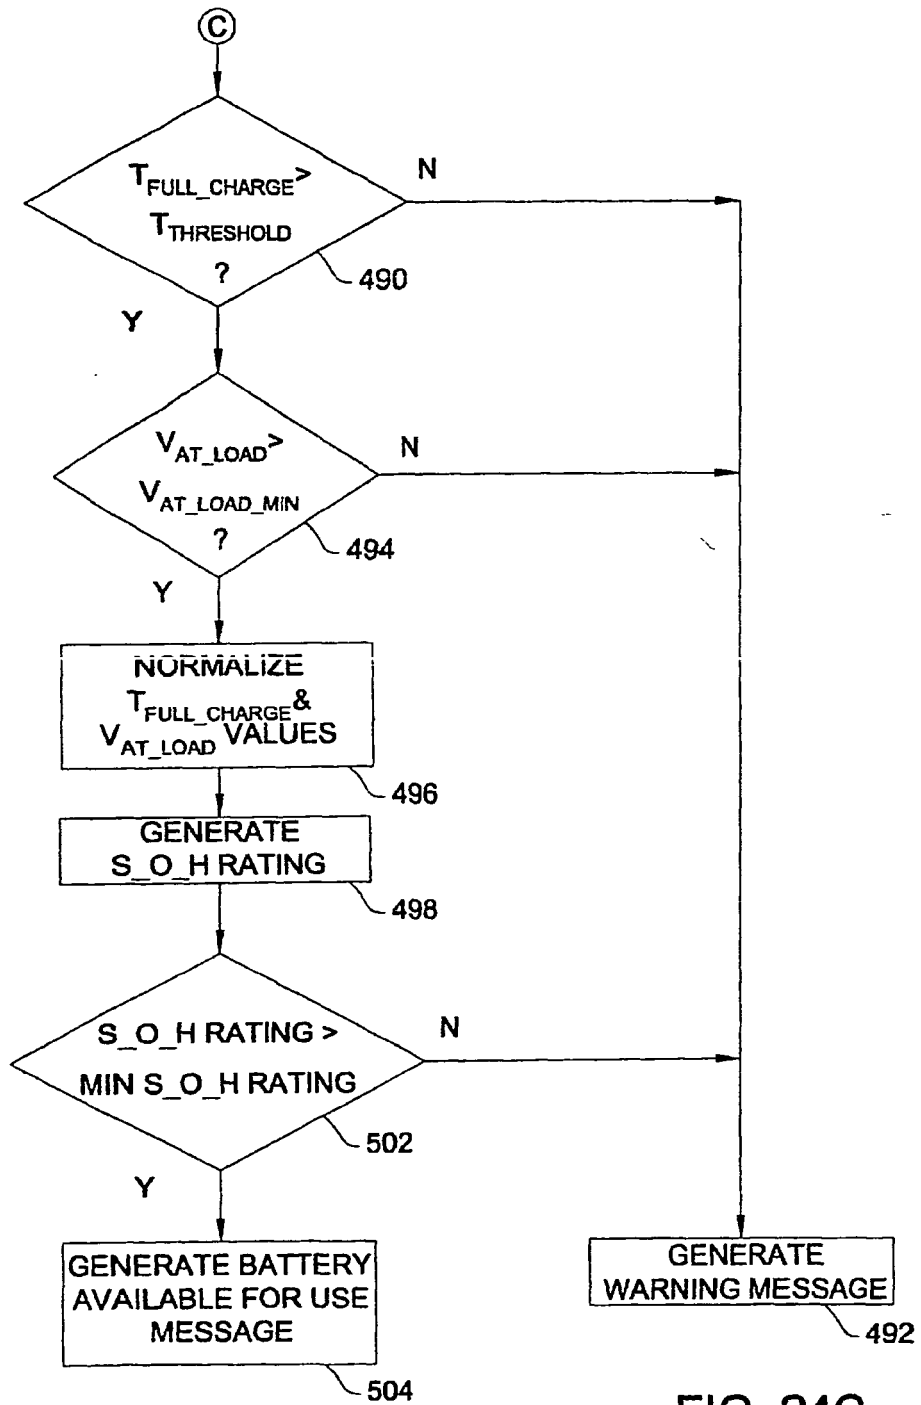 C
T_FULL_CHARGE>
T_THRESHOLD
?
N
490
Y
V_AT_LOAD>
V_AT_LOAD_MIN
?
N
494
Y
NORMALIZE
T_FULL_CHARGE&
V_AT_LOAD VALUES
496
GENERATE
S_O_H RATING
498
S_O_H RATING >
MIN S_O_H RATING
N
502
Y
GENERATE BATTERY
AVAILABLE FOR USE
MESSAGE
504
GENERATE
WARNING MESSAGE
492